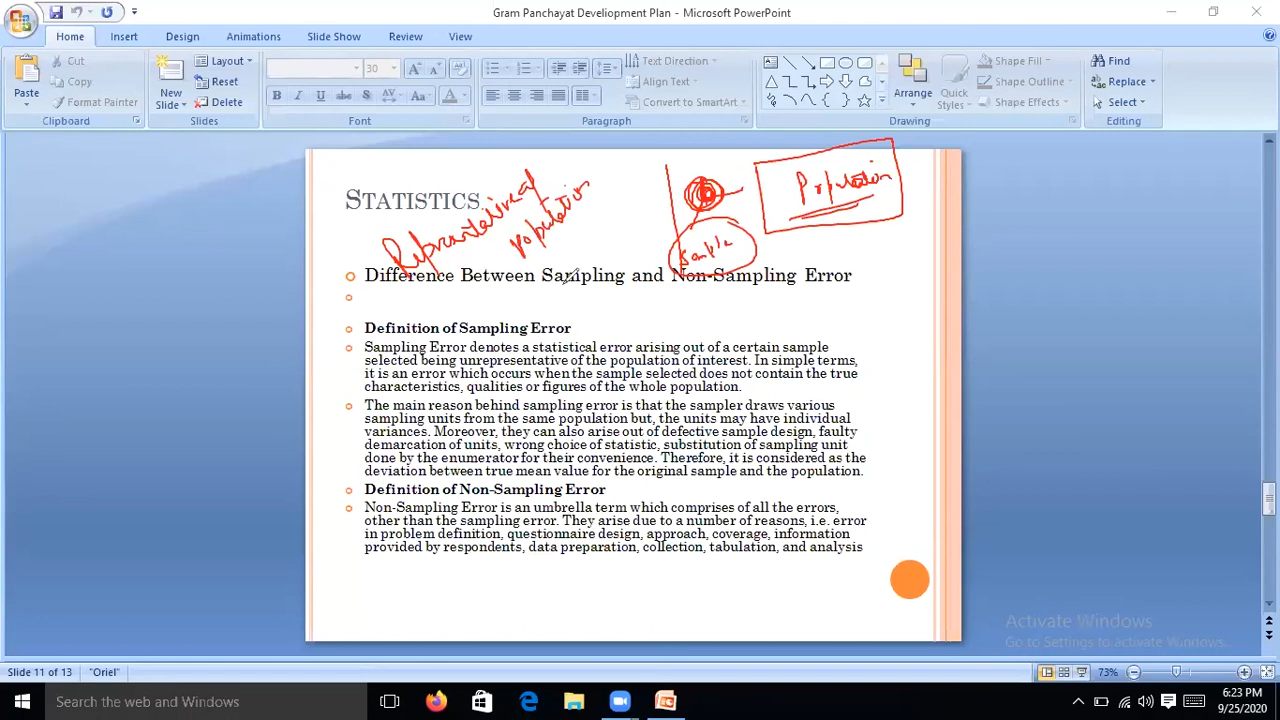 Gram Panchayat Develiopment Plan - Microsoft PowerPoint
Home Insert Design Animations Slide Show Review View
Paste Cut Copy Format Painter
New Slide Layout Reset Delete
30
B I U abc S AV Aa A
Text Direction Align Text Convert to SmartArt
Arrange Quick Styles Shape Fill Shape Outline Shape Effects
Find Replace Select
Clipboard Slides Font Paragraph Drawing Editing
STATISTICS.
Representational
population
Population
Sample
Difference Between Sampling and Non-Sampling Error
Definition of Sampling Error
Sampling Error denotes a statistical error arising out of a certain sample
selected being unrepresentative of the population of interest. In simple terms,
it is an error which occurs when the sample selected does not contain the true
characteristics, qualities or figures of the whole population.
The main reason behind sampling error is that the sampler draws various
sampling units from the same population but, the units may have individual
variances. Moreover, they can also arise out of defective sample design, faulty
demarcation of units, wrong choice of statistic, substitution of sampling unit
done by the enumerator for their convenience. Therefore, it is considered as the
deviation between true mean value for the original sample and the population.
Definition of Non-Sampling Error
Non-Sampling Error is an umbrella term which comprises of all the errors,
other than the sampling error. They arise due to a number of reasons, i.e. error
in problem definition, questionnaire design, approach, coverage, information
provided by respondents, data preparation, collection, tabulation, and analysis
Activate Windows
Go to Settings to activate Windows.
Slide 11 of 13 "Oriel" 73%
Search the web and Windows
6:23 PM
9/25/2020